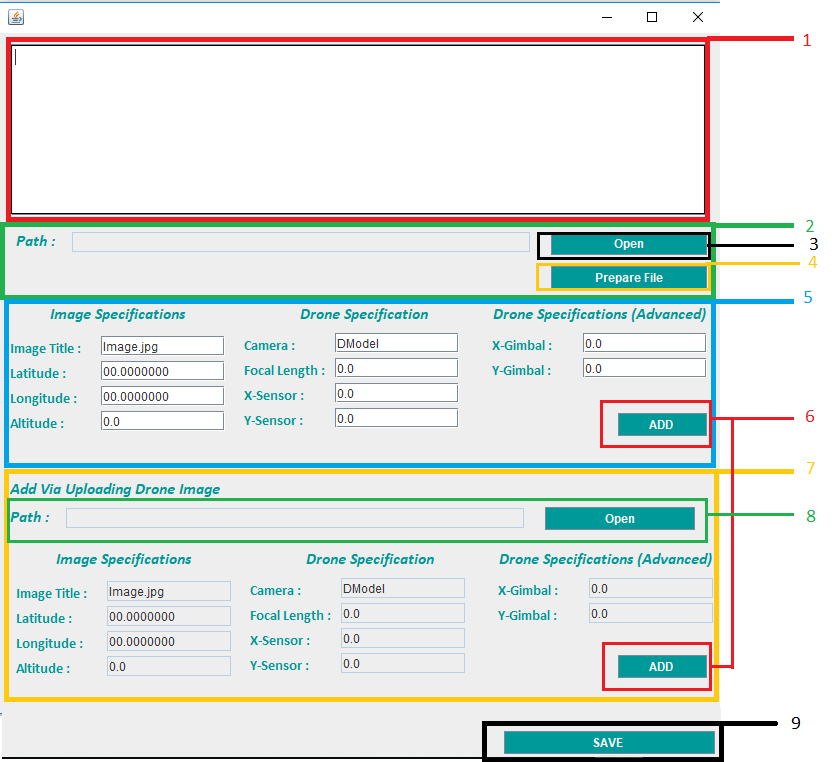 1
2
Path :
Open
3
Prepare File
4
5
Image Specifications Drone Specification Drone Specifications (Advanced)
Image Title : Image.jpg Camera : DModel X-Gimbal : 0.0
Latitude : 00.0000000 Focal Length : 0.0 Y-Gimbal : 0.0
Longitude : 00.0000000 X-Sensor : 0.0
Altitude : 0.0 Y-Sensor : 0.0
ADD
6
7
Add Via Uploading Drone Image
Path : Open
8
Image Specifications Drone Specification Drone Specifications (Advanced)
Image Title : Image.jpg Camera : DModel X-Gimbal : 0.0
Latitude : 00.0000000 Focal Length : 0.0 Y-Gimbal : 0.0
Longitude : 00.0000000 X-Sensor : 0.0
Altitude : 0.0 Y-Sensor : 0.0
ADD
9
SAVE